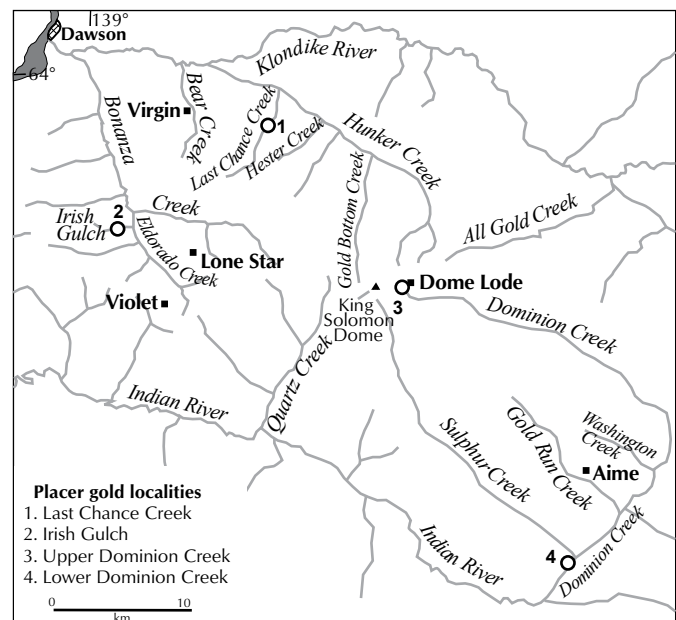 139°
Dawson
64°
Klondike River
Bonanza
Creek
Virgin
Bear Creek
Last Chance Creek
1
Hester Creek
Hunker Creek
Gold Bottom Creek
All Gold Creek
2
Irish
Gulch
Eldorado Creek
Lone Star
Violet
Dome Lode
3
King
Solomon
Dome
Dominion Creek
Quartz Creek
Indian River
Sulphur Creek
Gold Run Creek
Washington
Creek
Aime
Indian River
4
Dominion Creek
Placer gold localities
1. Last Chance Creek
2. Irish Gulch
3. Upper Dominion Creek
4. Lower Dominion Creek
0 10
km